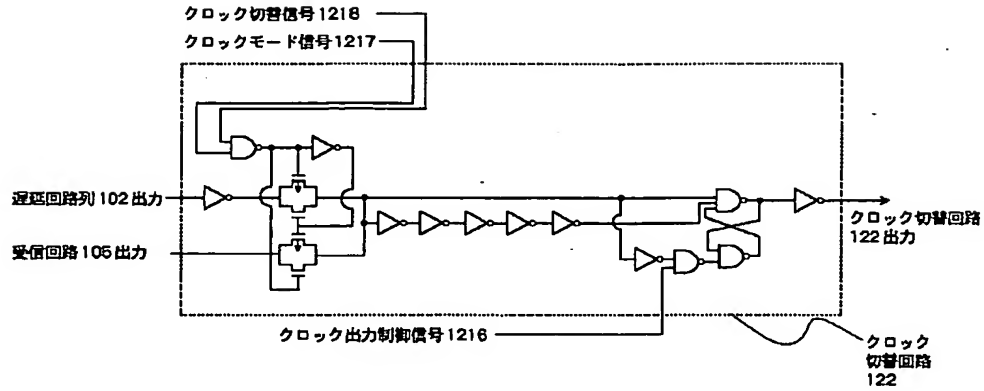 クロック切替信号1218
クロックモード信号1217
遅延回路列102出力
受信回路105出力
クロック切替回路
122出力
クロック出力制御信号1216
クロック
切替回路
122